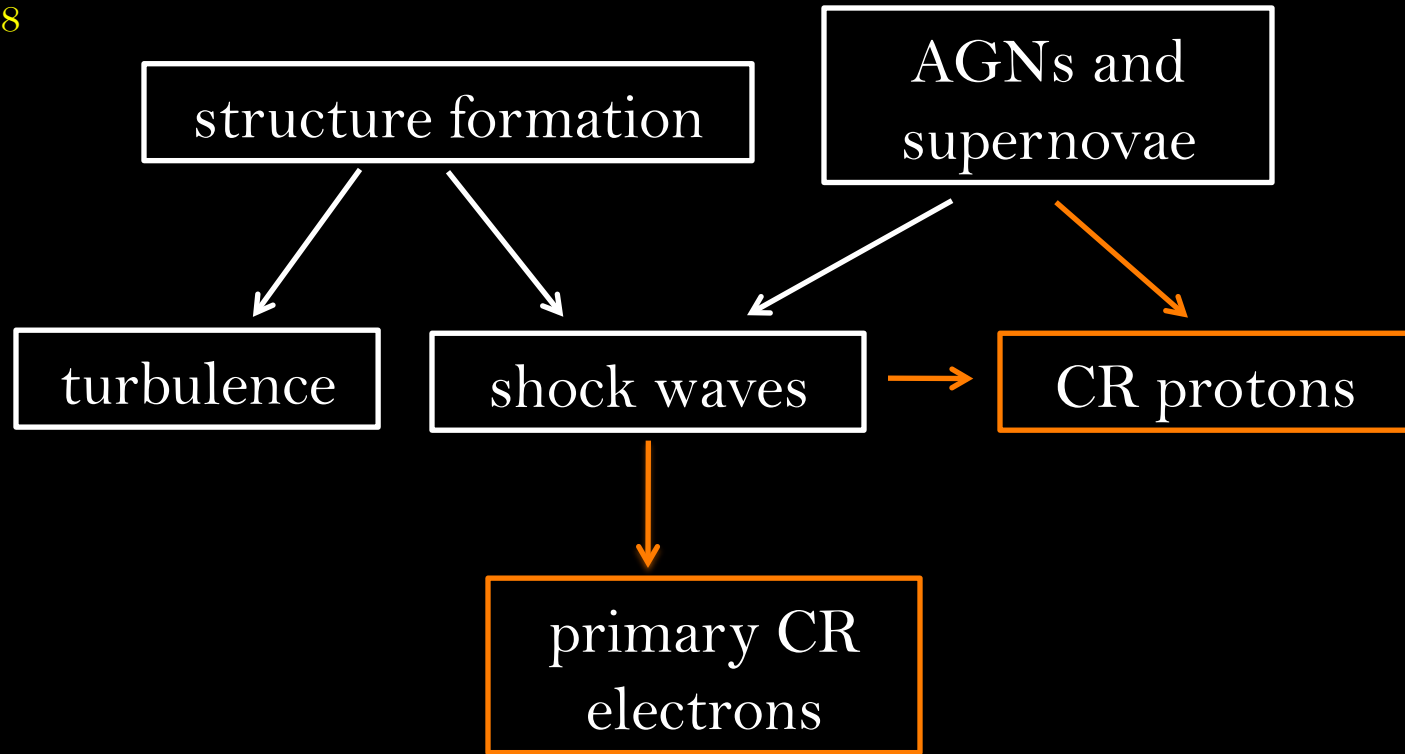 8
structure formation
AGNs and
supernovae
turbulence
shock waves
CR protons
primary CR
electrons